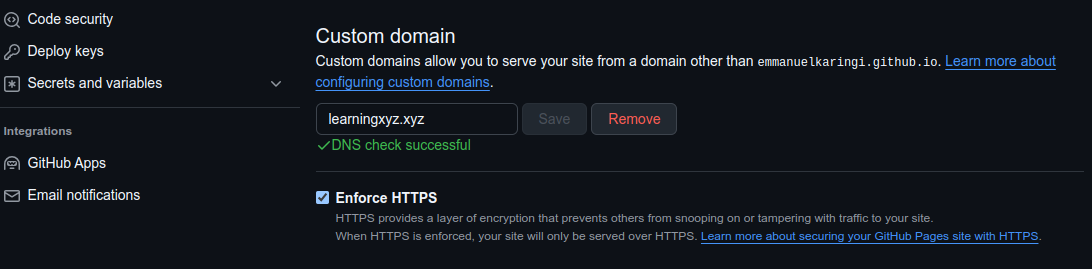 Code security
Deploy keys
Secrets and variables
Integrations
GitHub Apps
Email notifications
Custom domain
Custom domains allow you to serve your site from a domain other than emmanuelkaringi.github.io. Learn more about
configuring custom domains.
learningxyz.xyz Save Remove
DNS check successful
Enforce HTTPS
HTTPS provides a layer of encryption that prevents others from snooping on or tampering with traffic to your site.
When HTTPS is enforced, your site will only be served over HTTPS. Learn more about securing your GitHub Pages site with HTTPS.